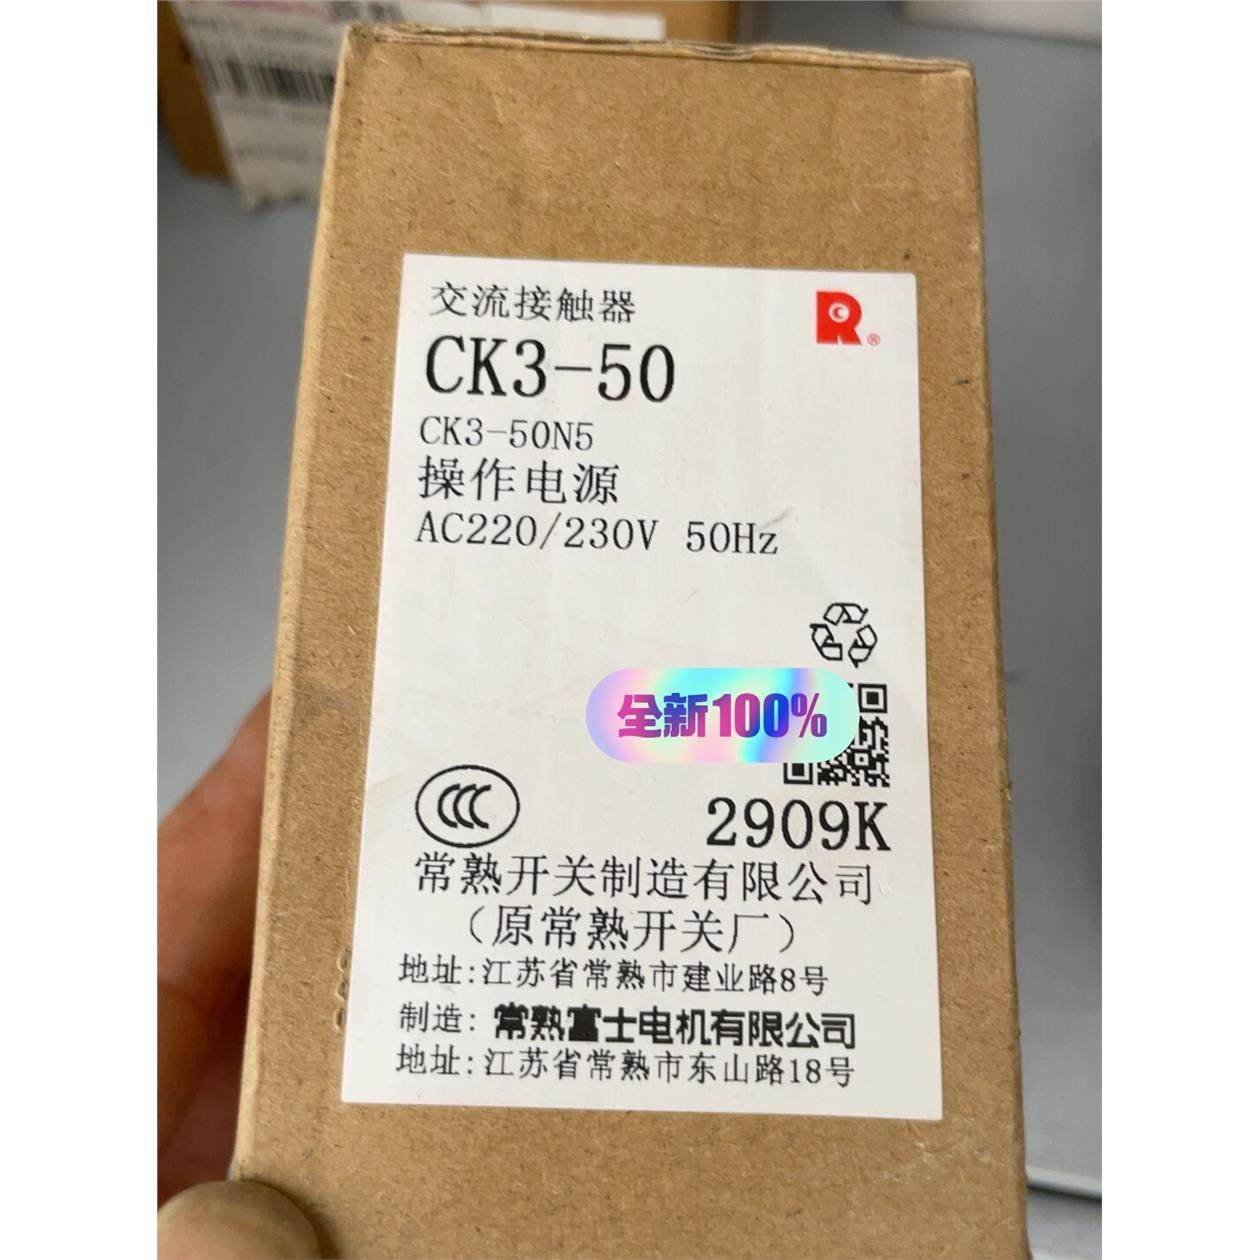 交流接触器
R
C
®
CK3-50
CK3-50N5
操作电源
AC220/230V 50Hz
全新100%
CCC
2909K
常熟开关制造有限公司
（原常熟开关厂）
地址:江苏省常熟市建业路8号
制造: 常熟富士电机有限公司
地址:江苏省常熟市东山路18号